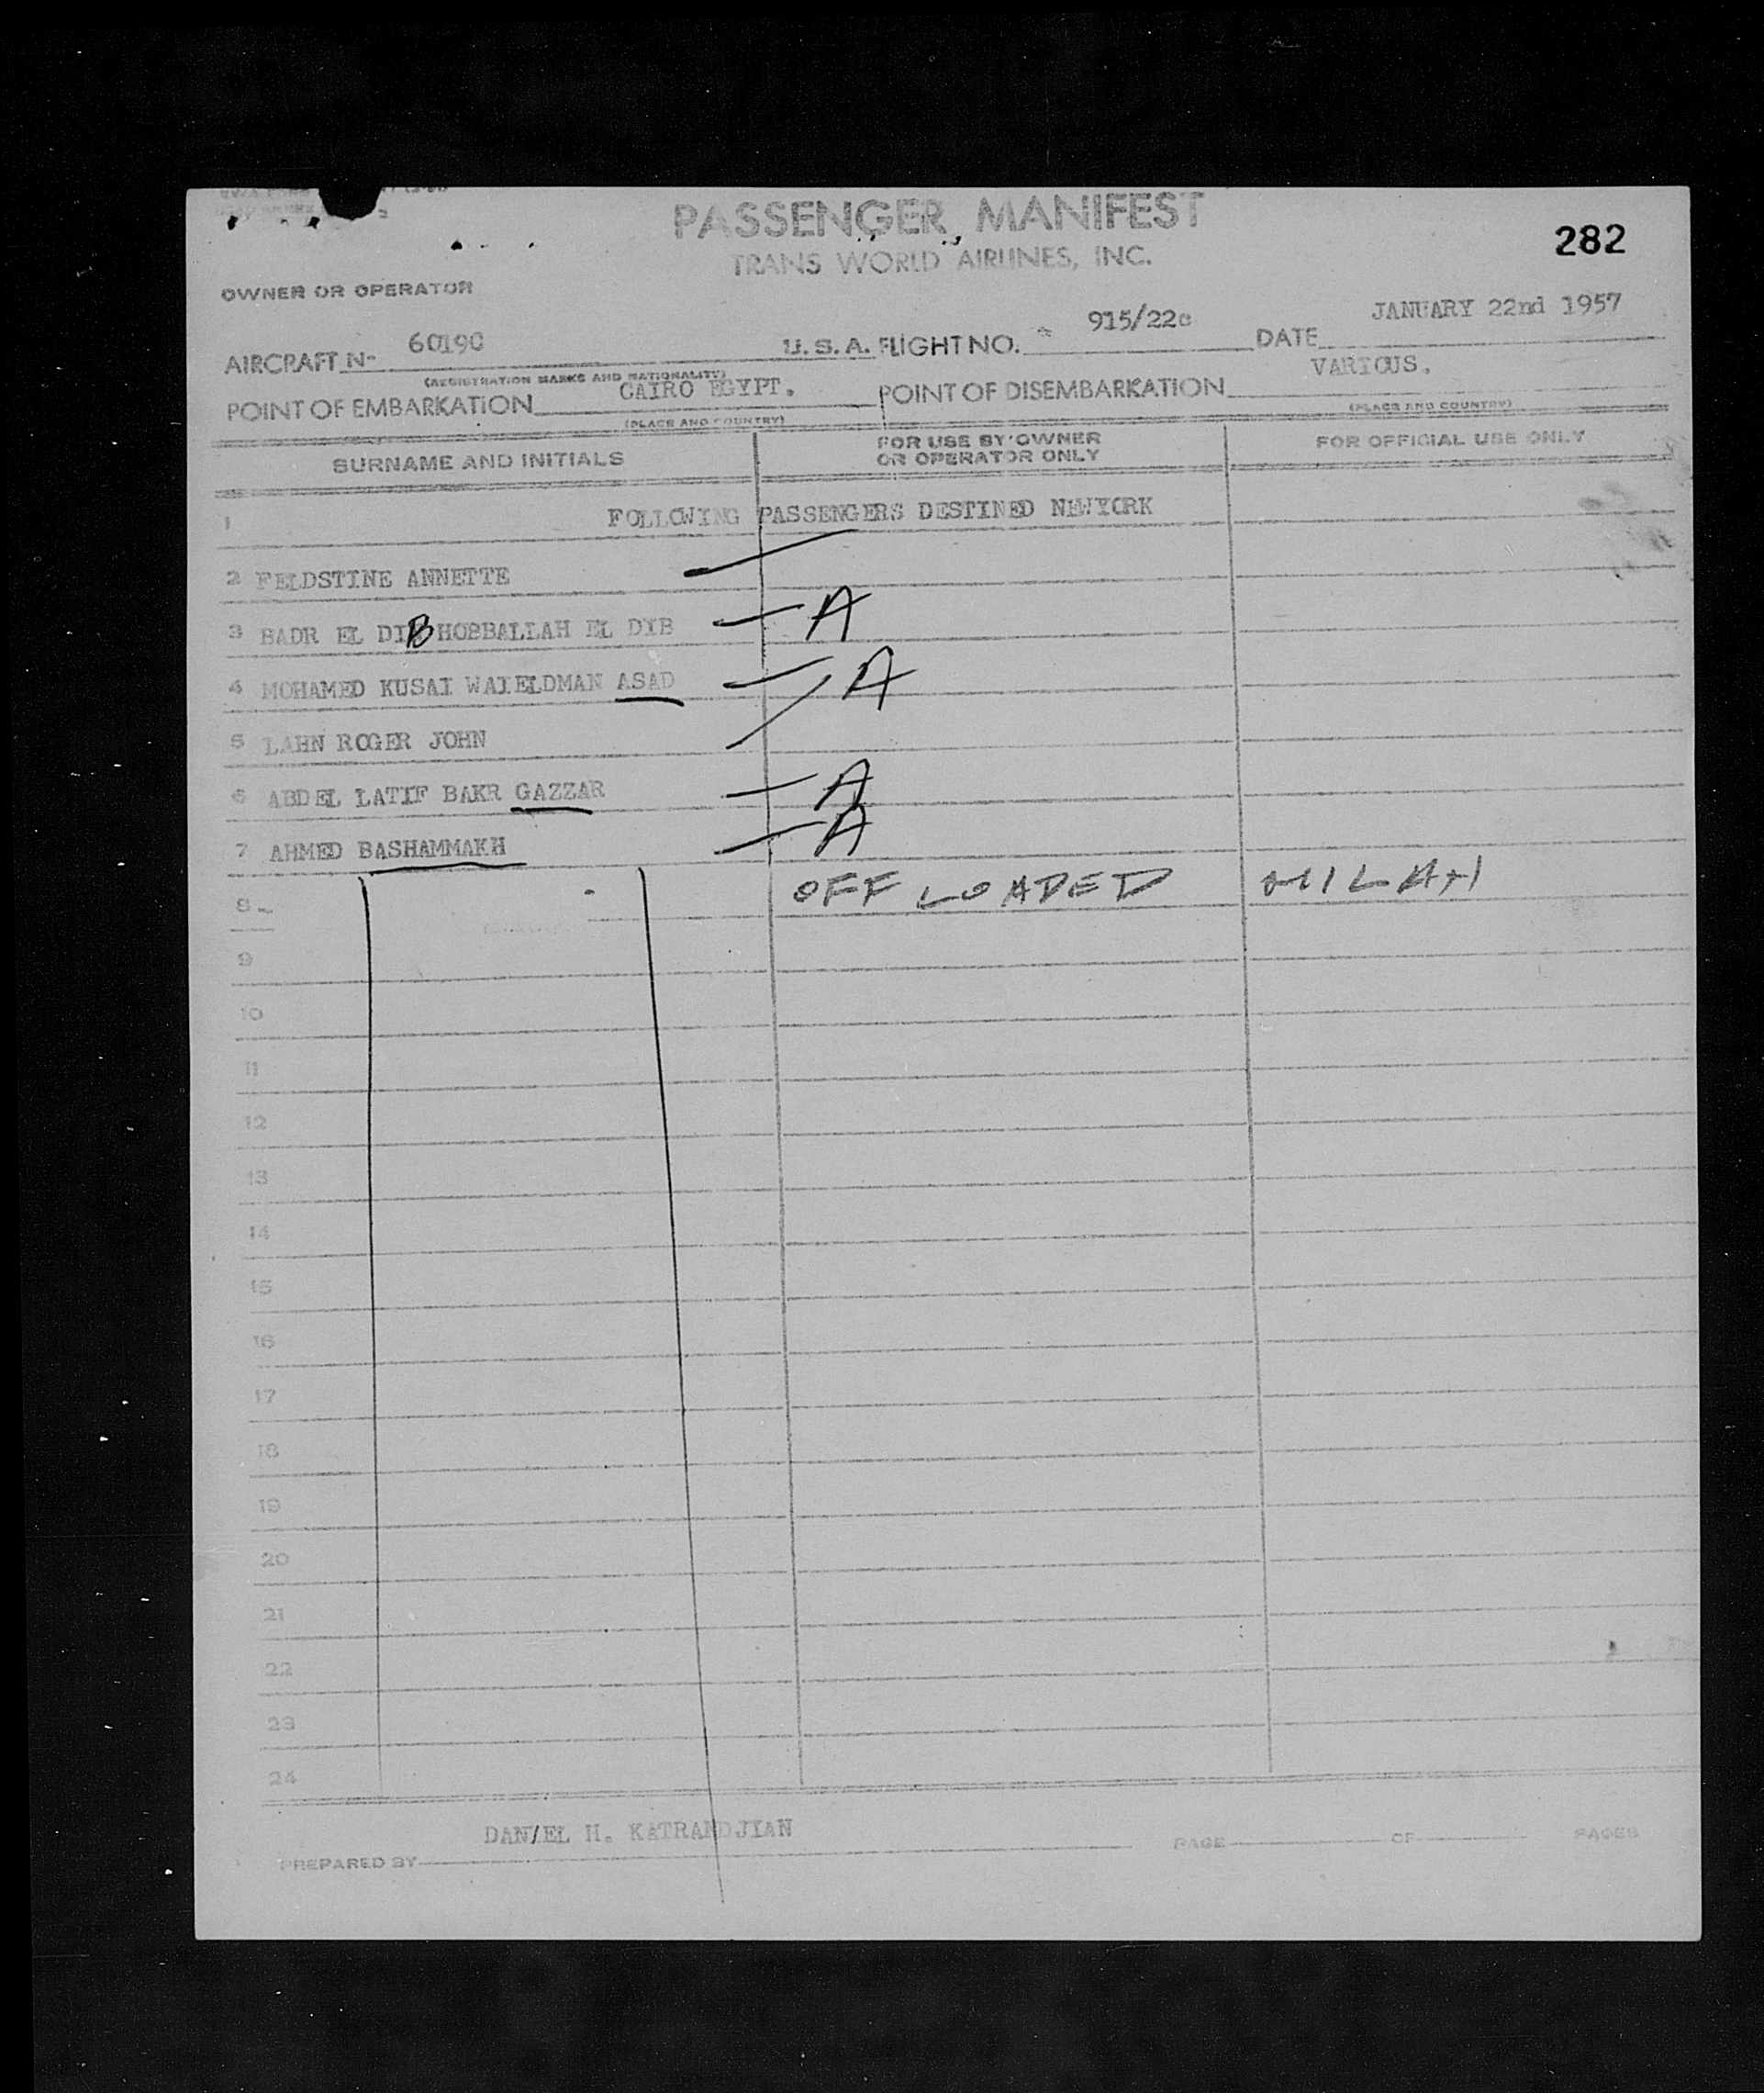 PASSENGER MANIFEST
282
TRANS WORLD AIRLINES, INC.
OWNER OR OPERATOR
AIRCRAFT N- 6019C U.S.A. FLIGHT NO. 915/22c DATE JANUARY 22nd 1957
(REGISTRATION MARKS AND NATIONALITY)
POINT OF EMBARKATION CAIRO EGYPT. POINT OF DISEMBARKATION VARIOUS.
(PLACE AND COUNTRY) (PLACE AND COUNTRY)
SURNAME AND INITIALS FOR USE BY OWNER OR OPERATOR ONLY FOR OFFICIAL USE ONLY
1 FOLLOWING PASSENGERS DESTINED NEWYORK
2 FELDSTINE ANNETTE
3 BADR EL DIB HOBBALLAH EL DYB A
4 MOHAMED KUSAI WAIELDMAN ASAD A
5 LAHN ROGER JOHN
6 ABDEL LATIF BAKR GAZZAR A
7 AHMED BASHAMMAKH A
8 OFF LOADED MILAN
9
10
11
12
13
14
15
16
17
18
19
20
21
22
23
24
PREPARED BY DANIEL H. KATRANDJIAN PAGE OF PAGES